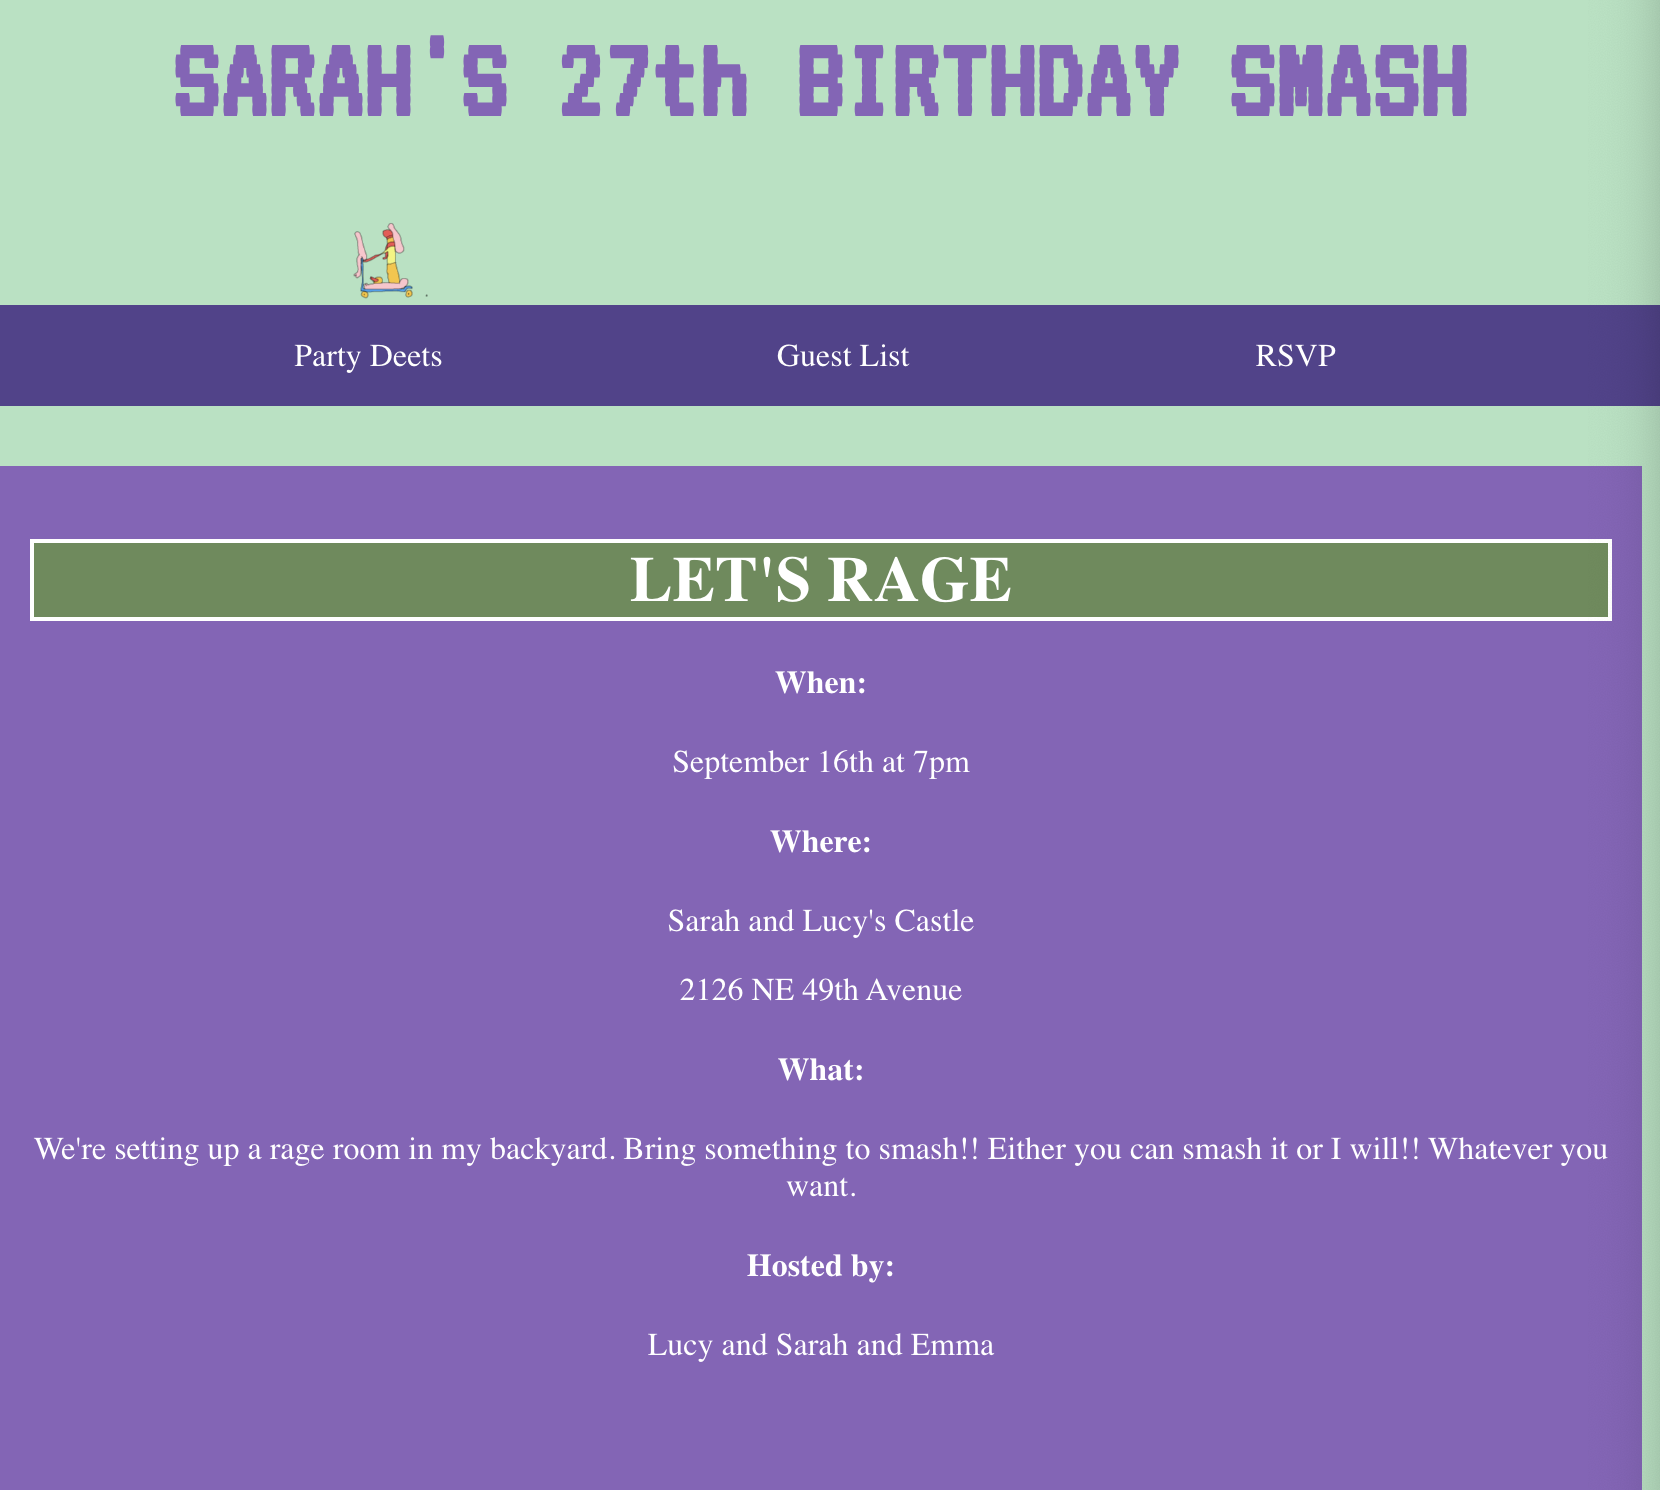 SARAH'S 27th BIRTHDAY SMASH
Party Deets
Guest List
RSVP
LET'S RAGE
When:
September 16th at 7pm
Where:
Sarah and Lucy's Castle
2126 NE 49th Avenue
What:
We're setting up a rage room in my backyard. Bring something to smash!! Either you can smash it or I will!! Whatever you
want.
Hosted by:
Lucy and Sarah and Emma